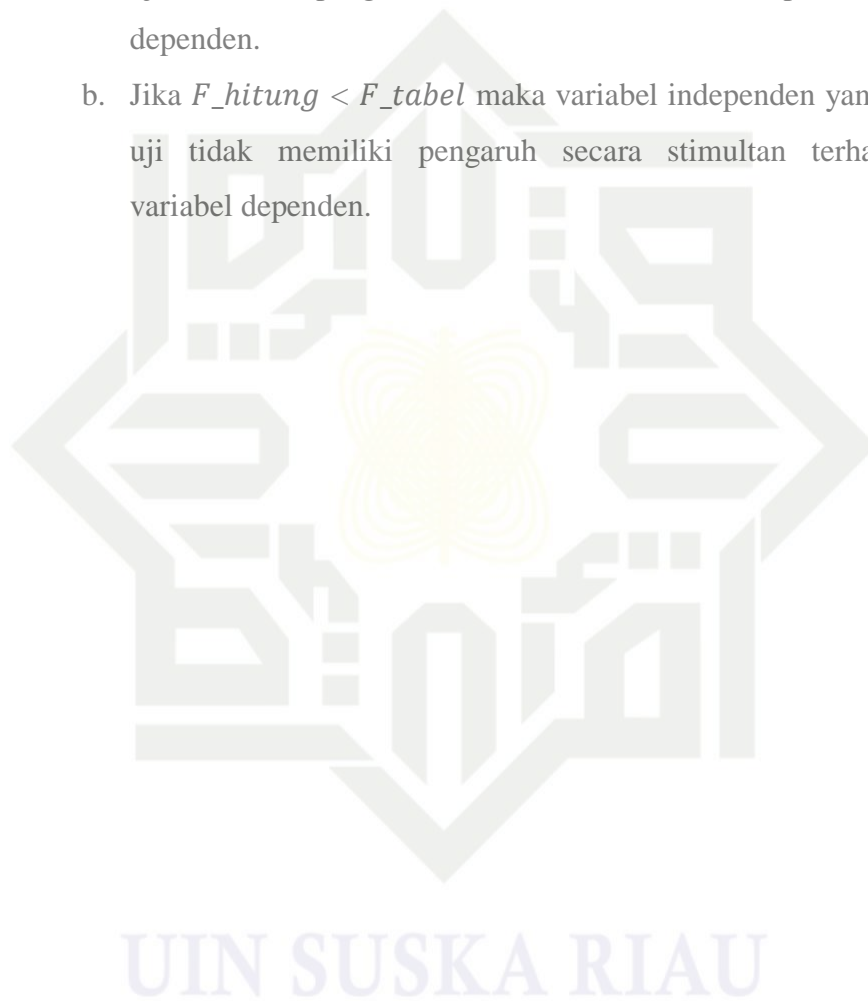 dependen.
b. Jika F_hitung < F_tabel maka variabel independen yan
uji tidak memiliki pengaruh secara stimultan terha
variabel dependen.
UIN SUSKA RIAU